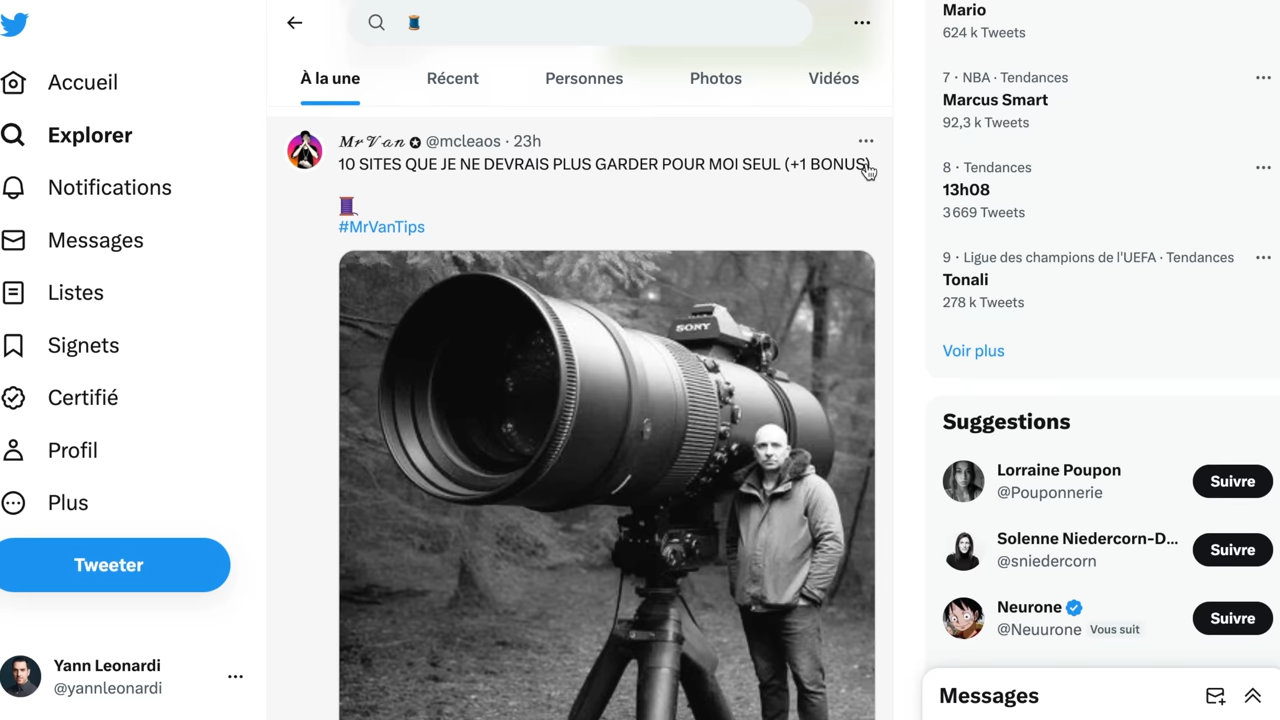 Accueil
Explorer
Notifications
Messages
Listes
Signets
Certifié
Profil
Plus
Tweeter
Yann Leonardi
@yannleonardi
🧵
À la une
Récent
Personnes
Photos
Vidéos
𝑴𝒓 𝒱𝒶𝓃 ✪ @mcleaos · 23h
10 SITES QUE JE NE DEVRAIS PLUS GARDER POUR MOI SEUL (+1 BONUS)
🧵
#MrVanTips
SONY
Mario
624 k Tweets
7 · NBA · Tendances
Marcus Smart
92,3 k Tweets
8 · Tendances
13h08
3 669 Tweets
9 · Ligue des champions de l'UEFA · Tendances
Tonali
278 k Tweets
Voir plus
Suggestions
Lorraine Poupon
@Pouponnerie
Suivre
Solenne Niedercorn-D...
@sniedercorn
Suivre
Neurone
@Neuurone Vous suit
Suivre
Messages